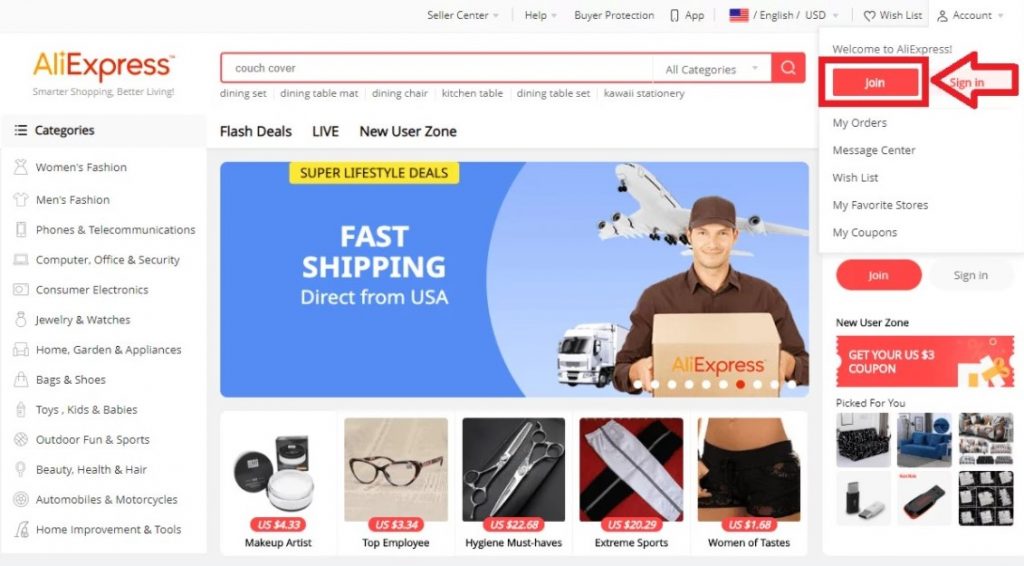 Seller Center
Help
Buyer Protection
App
/ English / USD
Wish List
Account
AliExpress™
Smarter Shopping, Better Living!
couch cover
All Categories
dining set
dining table mat
dining chair
kitchen table
dining table set
kawaii stationery
Welcome to AliExpress!
Join
Sign in
My Orders
Message Center
Wish List
My Favorite Stores
My Coupons
Categories
Flash Deals
LIVE
New User Zone
Women's Fashion
Men's Fashion
Phones & Telecommunications
Computer, Office & Security
Consumer Electronics
Jewelry & Watches
Home, Garden & Appliances
Bags & Shoes
Toys , Kids & Babies
Outdoor Fun & Sports
Beauty, Health & Hair
Automobiles & Motorcycles
Home Improvement & Tools
SUPER LIFESTYLE DEALS
FAST
SHIPPING
Direct from USA
AliExpress™
Join
Sign in
New User Zone
GET YOUR US $3
COUPON
Picked For You
US $4.33
Makeup Artist
US $3.34
Top Employee
US $22.68
Hygiene Must-haves
US $20.29
Extreme Sports
US $1.68
Women of Tastes